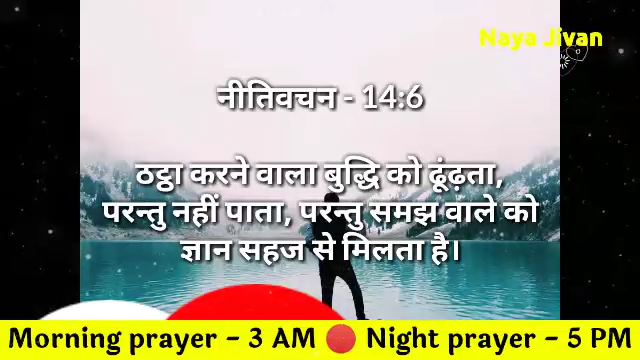 Naya Jivan
नीतिवचन - 14:6
ठट्ठा करने वाला बुद्धि को ढूंढ़ता,
परन्तु नहीं पाता, परन्तु समझ वाले को
ज्ञान सहज से मिलता है।
Morning prayer - 3 AM 🔴 Night prayer - 5 PM